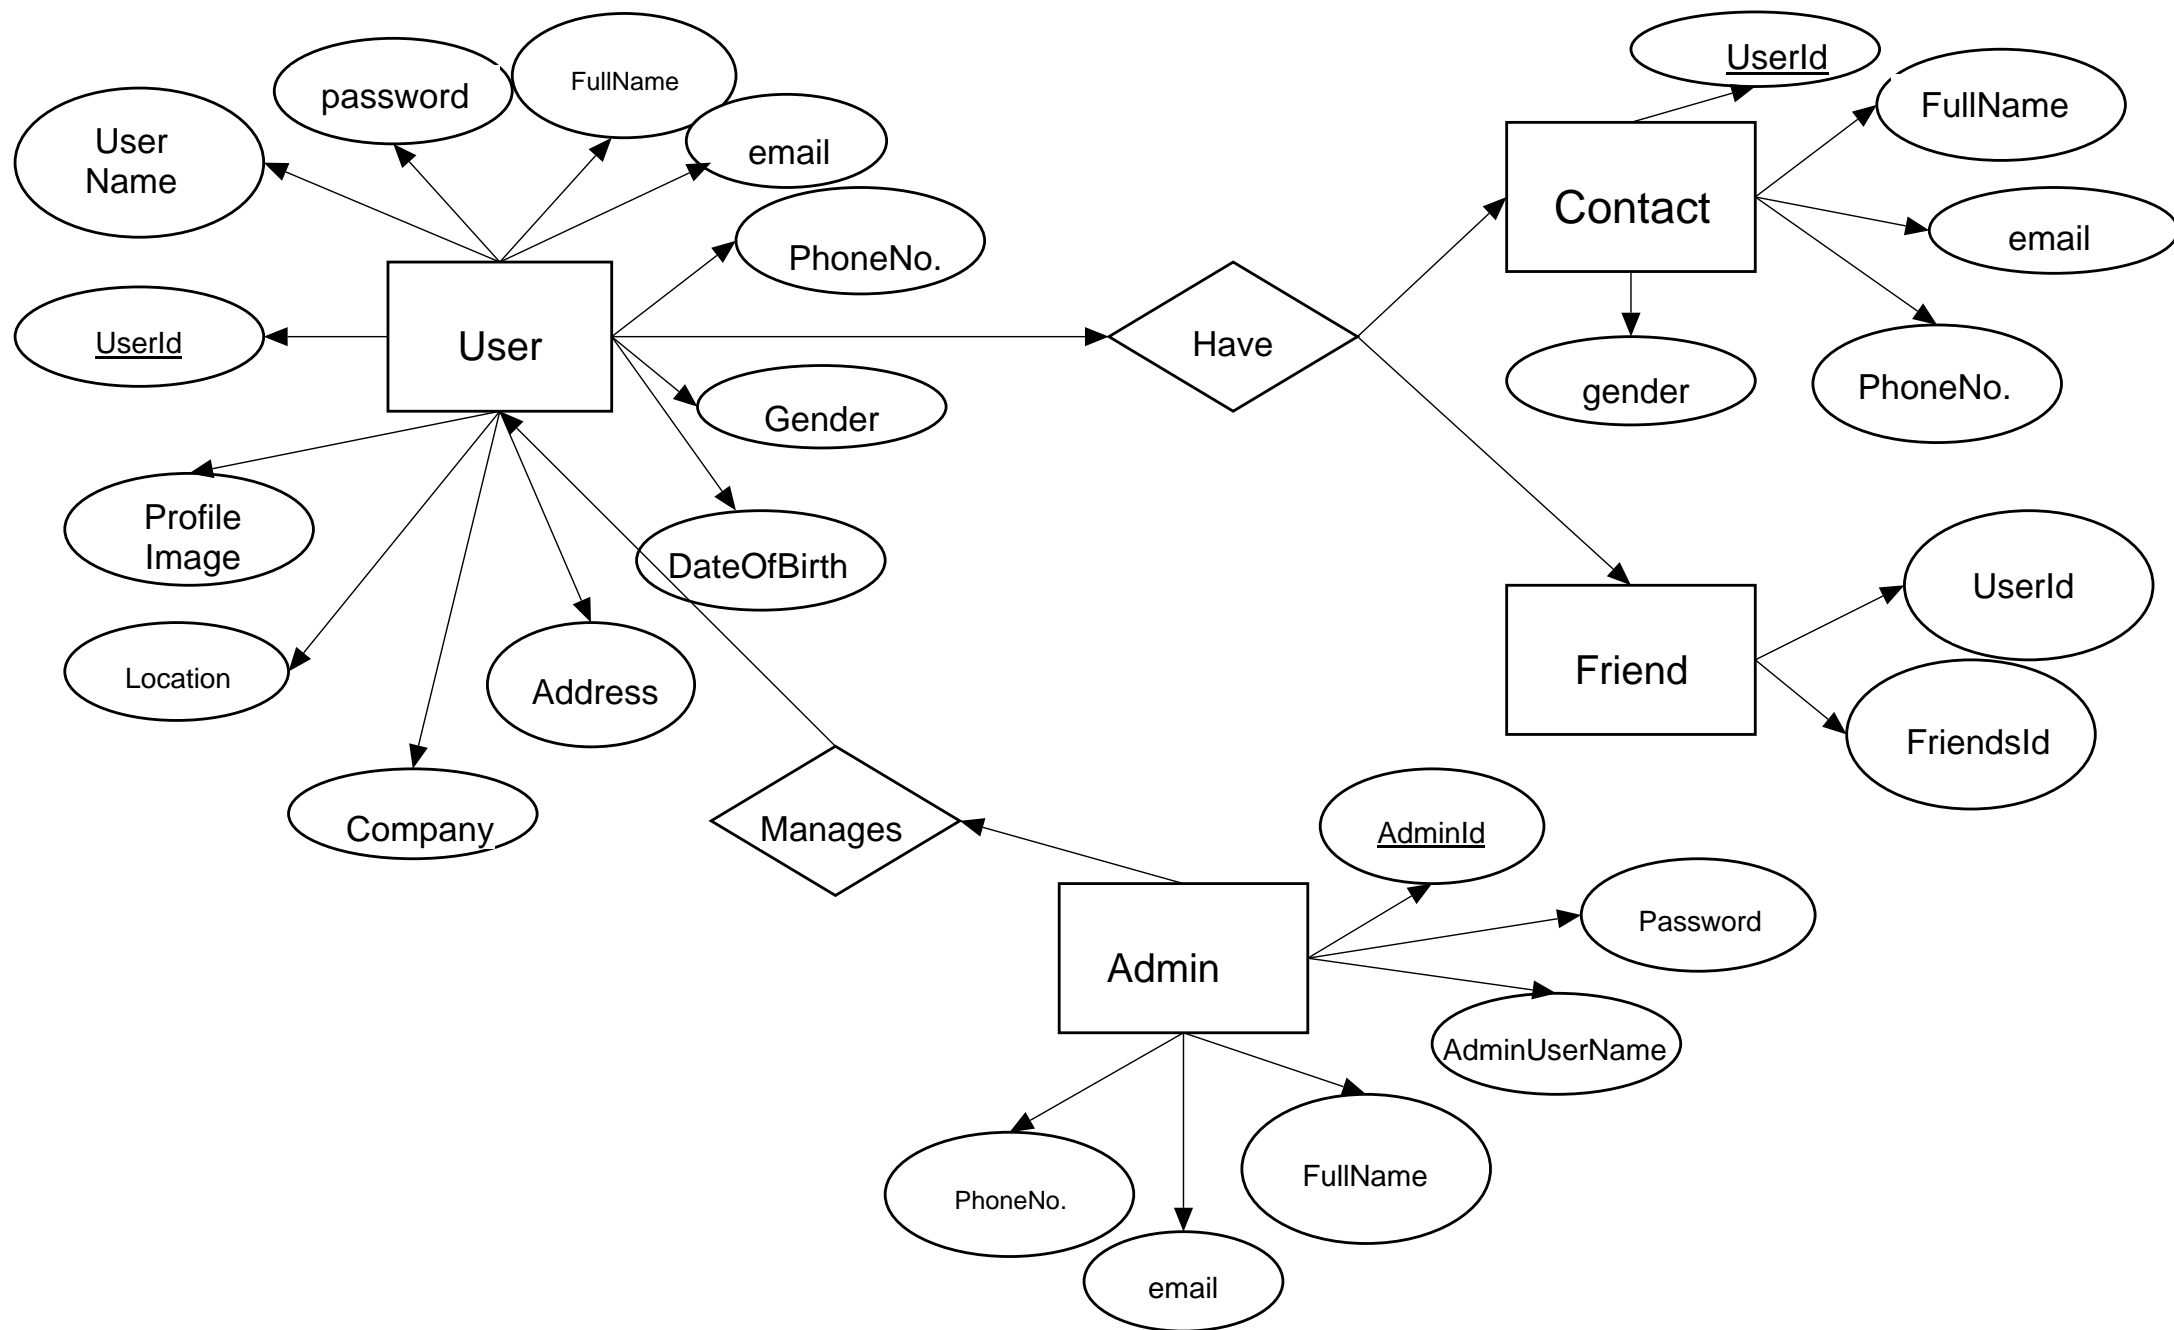 UserId
FullName
password
FullName
User
Name
email
Contact
email
PhoneNo.
UserId
User
Have
gender
PhoneNo.
Gender
Profile
Image
DateOfBirth
UserId
Location
Address
Friend
FriendsId
Company
Manages
AdminId
Password
Admin
AdminUserName
PhoneNo.
FullName
email